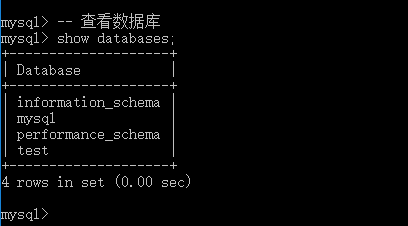 mysql> -- 查看数据库
mysql> show databases;
+--------------------+
| Database           |
+--------------------+
| information_schema |
| mysql              |
| performance_schema |
| test               |
+--------------------+
4 rows in set (0.00 sec)
mysql>